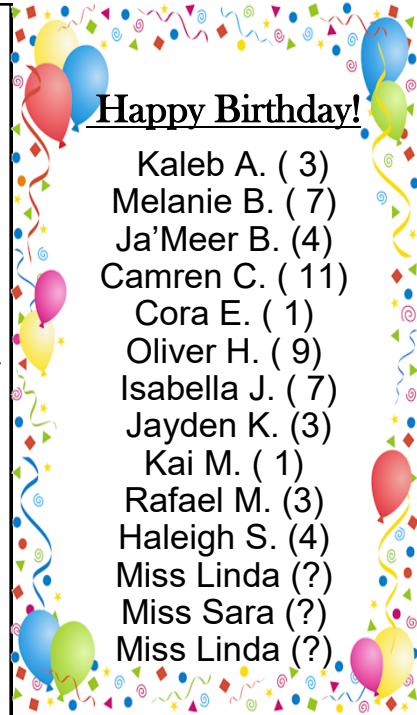 Happy Birthday!
Kaleb A. ( 3)
Melanie B. ( 7)
Ja’Meer B. (4)
Camren C. ( 11)
Cora E. ( 1)
Oliver H. ( 9)
Isabella J. ( 7)
Jayden K. (3)
Kai M. ( 1)
Rafael M. (3)
Haleigh S. (4)
Miss Linda (?)
Miss Sara (?)
Miss Linda (?)